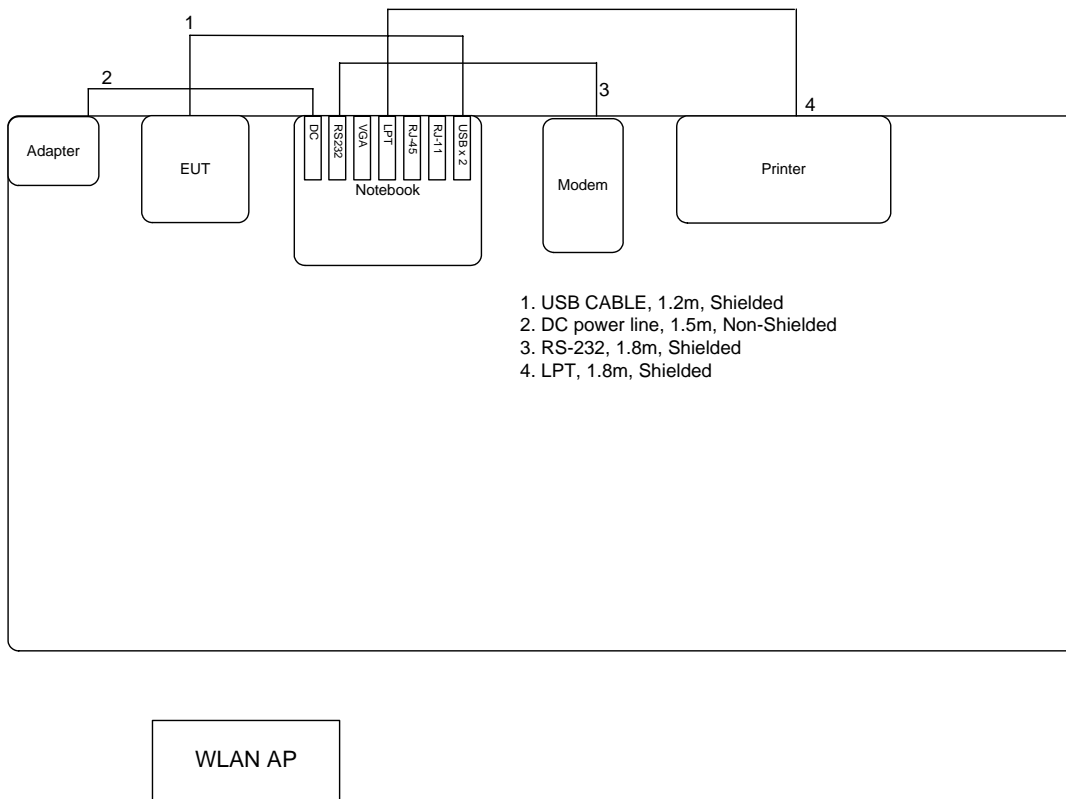 1
2
3
4
Adapter
EUT
DC
RS232
VGA
LPT
RJ-45
RJ-11
USB x 2
Notebook
Modem
Printer
1. USB CABLE, 1.2m, Shielded
2. DC power line, 1.5m, Non-Shielded
3. RS-232, 1.8m, Shielded
4. LPT, 1.8m, Shielded
WLAN AP